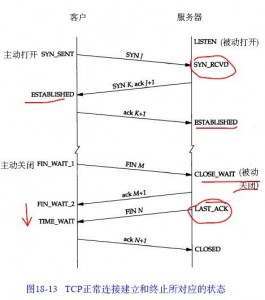 客户 服务器
LISTEN (被动打开)
主动打开 SYN_SENT
SYN J
SYN_RCVD
SYN K, ack J+1
ESTABLISHED
ack K+1
ESTABLISHED
主动关闭 FIN_WAIT_1
FIN M
CLOSE_WAIT (被动
关闭)
ack M+1
FIN_WAIT_2
FIN N
LAST_ACK
TIME_WAIT
ack N+1
CLOSED
图18-13 TCP正常连接建立和终止所对应的状态